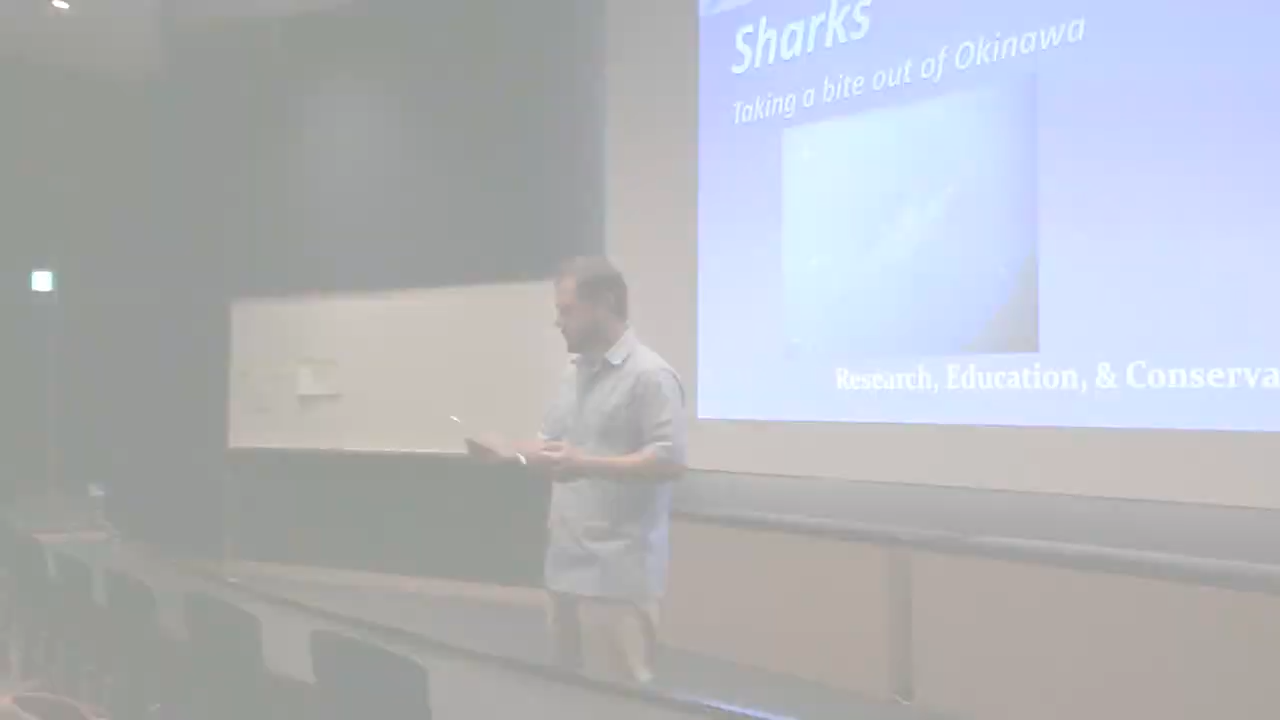 Sharks
Taking a bite out of Okinawa
Research, Education, & Conserva